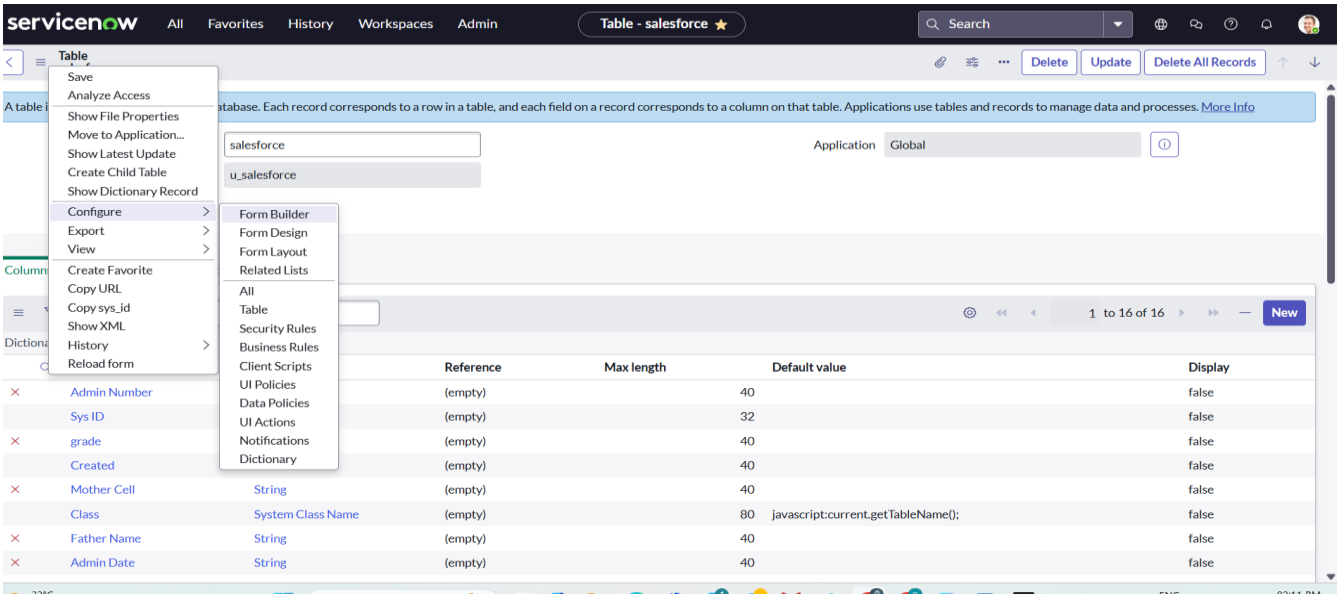 servicenow All Favorites History Workspaces Admin Table - salesforce Search
Table
Delete Update Delete All Records
Save
Analyze Access
Show File Properties
Move to Application...
Show Latest Update
Create Child Table
Show Dictionary Record
Configure
Export
View
Create Favorite
Copy URL
Copy sys_id
Show XML
History
Reload form
Form Builder
Form Design
Form Layout
Related Lists
All
Table
Security Rules
Business Rules
Client Scripts
UI Policies
Data Policies
UI Actions
Notifications
Dictionary
A table i
atabase. Each record corresponds to a row in a table, and each field on a record corresponds to a column on that table. Applications use tables and records to manage data and processes. More Info
salesforce Application Global
u_salesforce
Column
1 to 16 of 16 New
Dictiona
Reference Max length Default value Display
Admin Number (empty) 40 false
Sys ID (empty) 32 false
grade (empty) 40 false
Created (empty) 40 false
Mother Cell String (empty) 40 false
Class System Class Name (empty) 80 javascript:current.getTableName(); false
Father Name String (empty) 40 false
Admin Date String (empty) 40 false